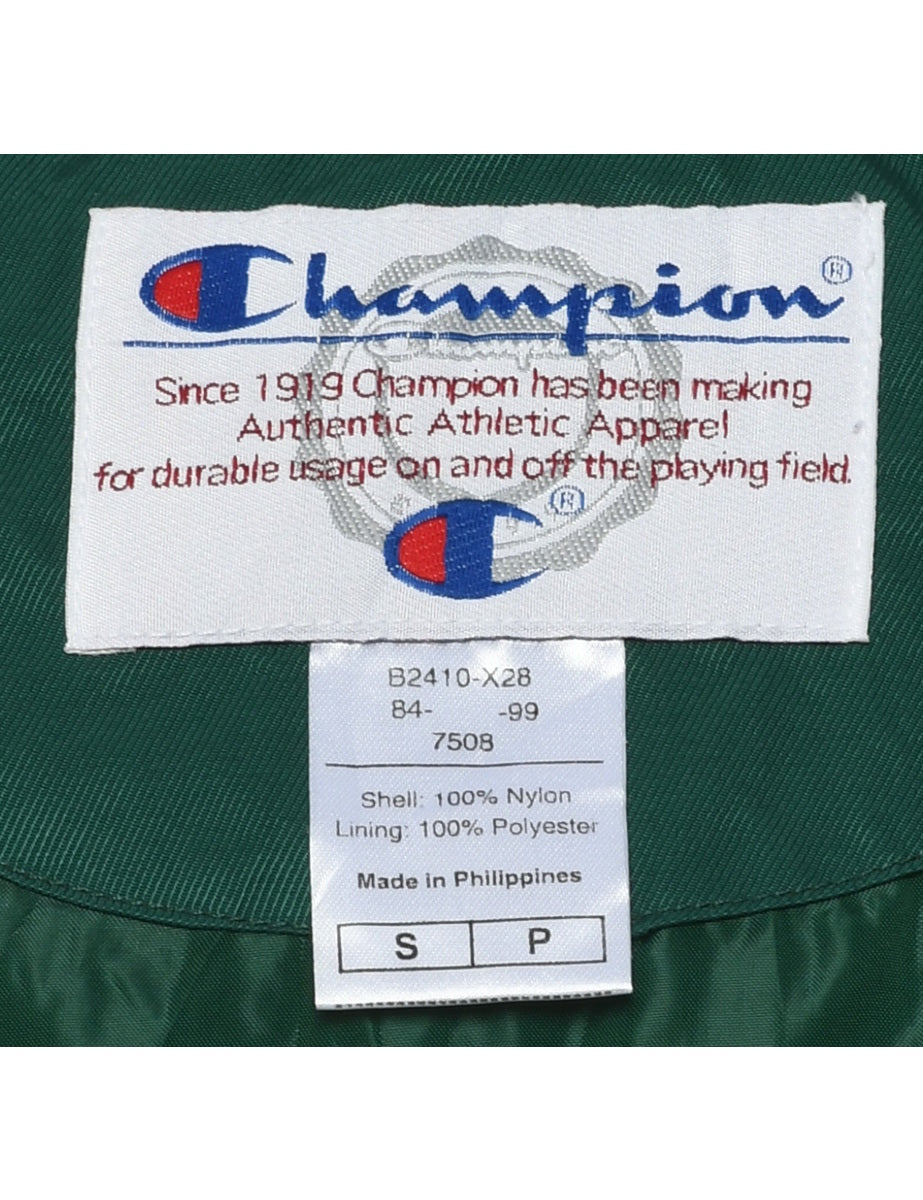 Champion ®
Since 1919 Champion has been making
Authentic Athletic Apparel
for durable usage on and off the playing field.
®
B2410-X28
84- -99
7508
Shell: 100% Nylon
Lining: 100% Polyester
Made in Philippines
S P